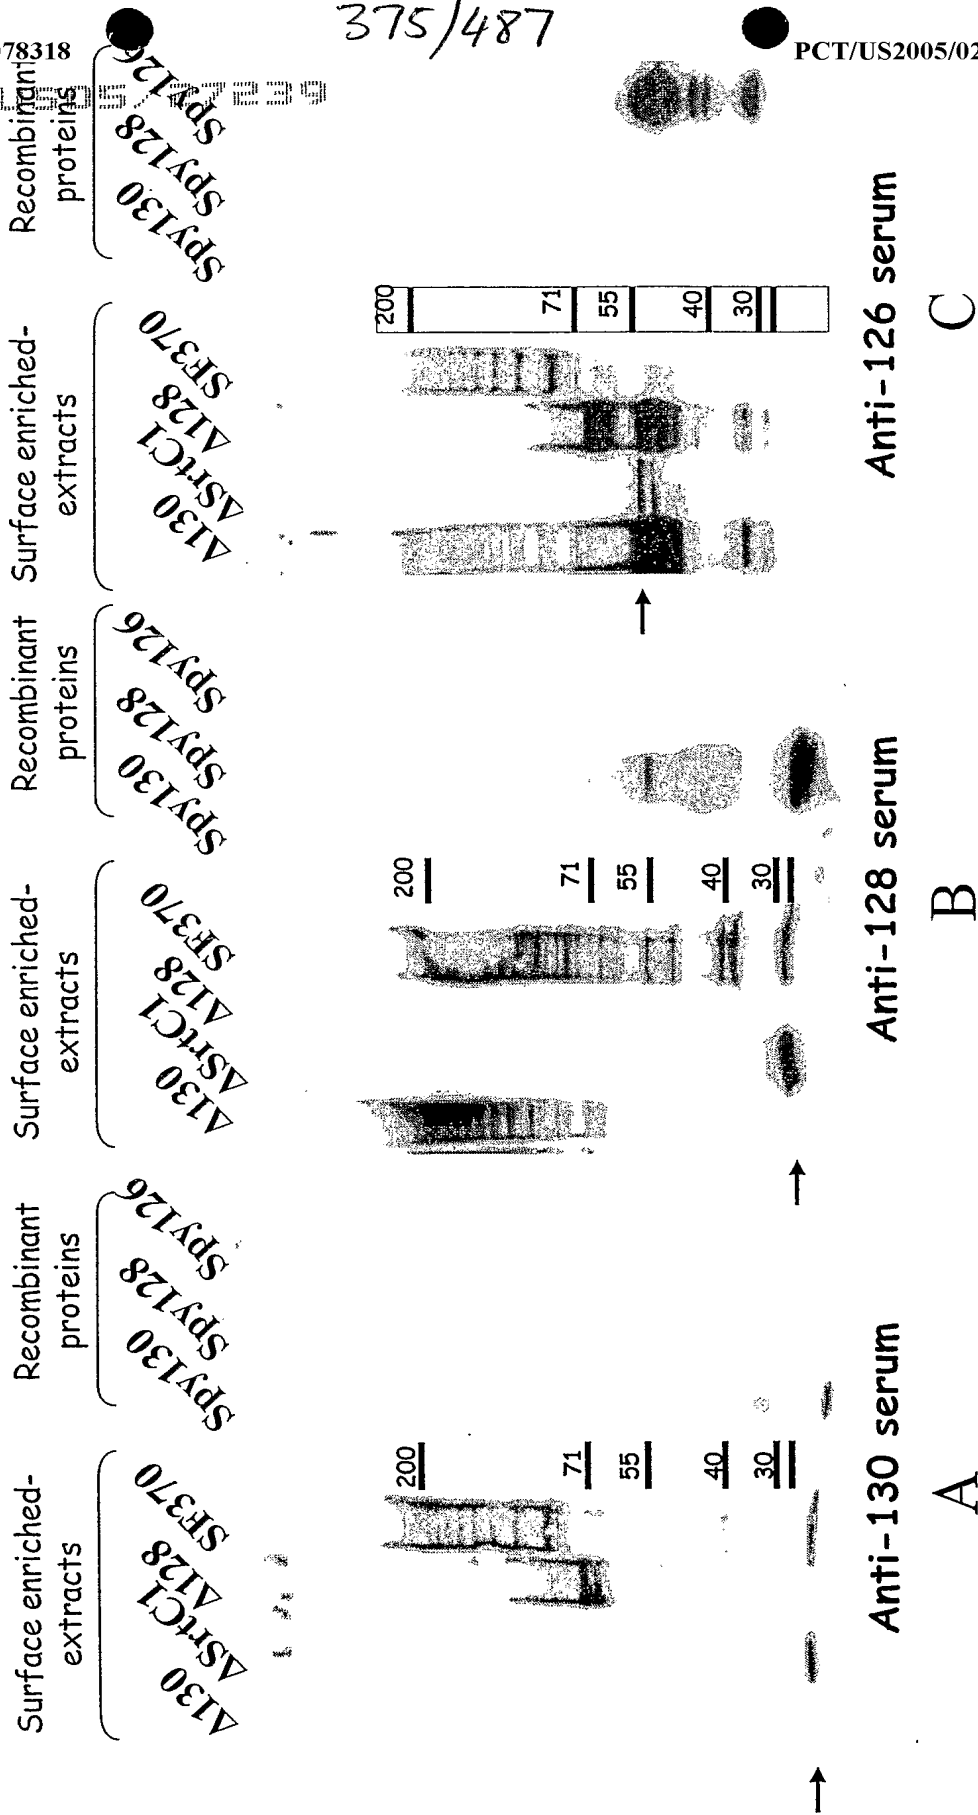 78318
375/487
PCT/US2005/02
Surface enriched-
extracts
Δ130
ΔSrtC1
Δ128
SF370
Recombinant
proteins
Spy130
Spy128
Spy126
200
71
55
40
30
Anti-130 serum
A
Surface enriched-
extracts
Δ130
ΔSrtC1
Δ128
SF370
Recombinant
proteins
Spy130
Spy128
Spy126
200
71
55
40
30
Anti-128 serum
B
Surface enriched-
extracts
Δ130
ΔSrtC1
Δ128
SF370
Recombinant
proteins
Spy130
Spy128
Spy126
200
71
55
40
30
Anti-126 serum
C